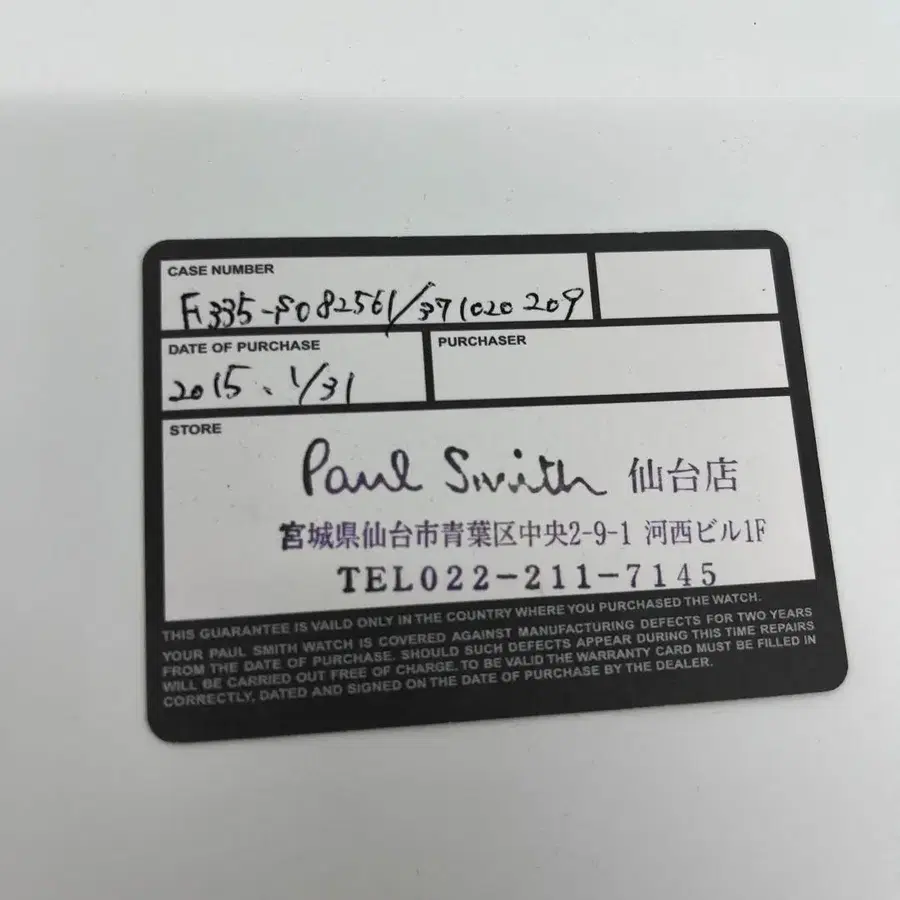 CASE NUMBER
F335-S082561/371020209
DATE OF PURCHASE
PURCHASER
2015、1/31
STORE
Paul Smith 仙台店
宮城県仙台市青葉区中央2-9-1 河西ビル1F
TEL022-211-7145
THIS GUARANTEE IS VAILD ONLY IN THE COUNTRY WHERE YOU PURCHASED THE WATCH.
YOUR PAUL SMITH WATCH IS COVERED AGAINST MANUFACTURING DEFECTS FOR TWO YEARS
FROM THE DATE OF PURCHASE. SHOULD SUCH DEFECTS APPEAR DURING THIS TIME REPAIRS
WILL BE CARRIED OUT FREE OF CHARGE. TO BE VALID THE WARRANTY CARD MUST BE FILLED IN
CORRECTLY, DATED AND SIGNED ON THE DATE OF PURCHASE BY THE DEALER.